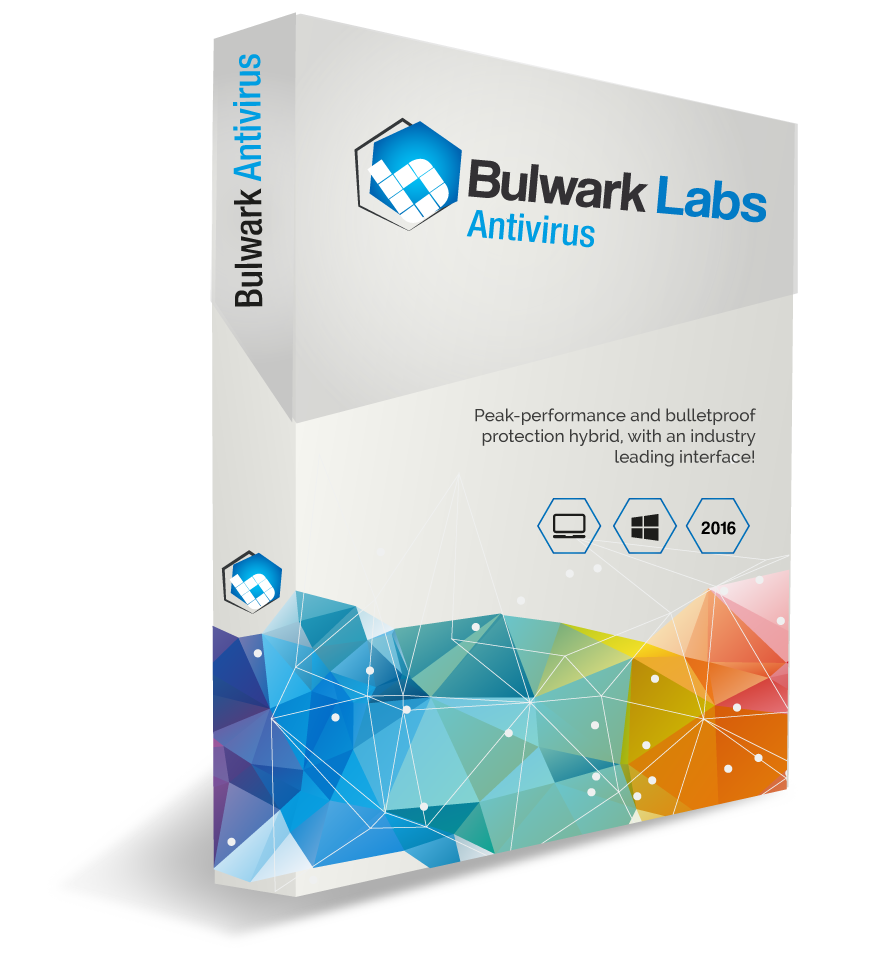 Bulwark Antivirus
Bulwark Labs
Antivirus
Peak-performance and bulletproof
protection hybrid, with an industry
leading interface!
2016